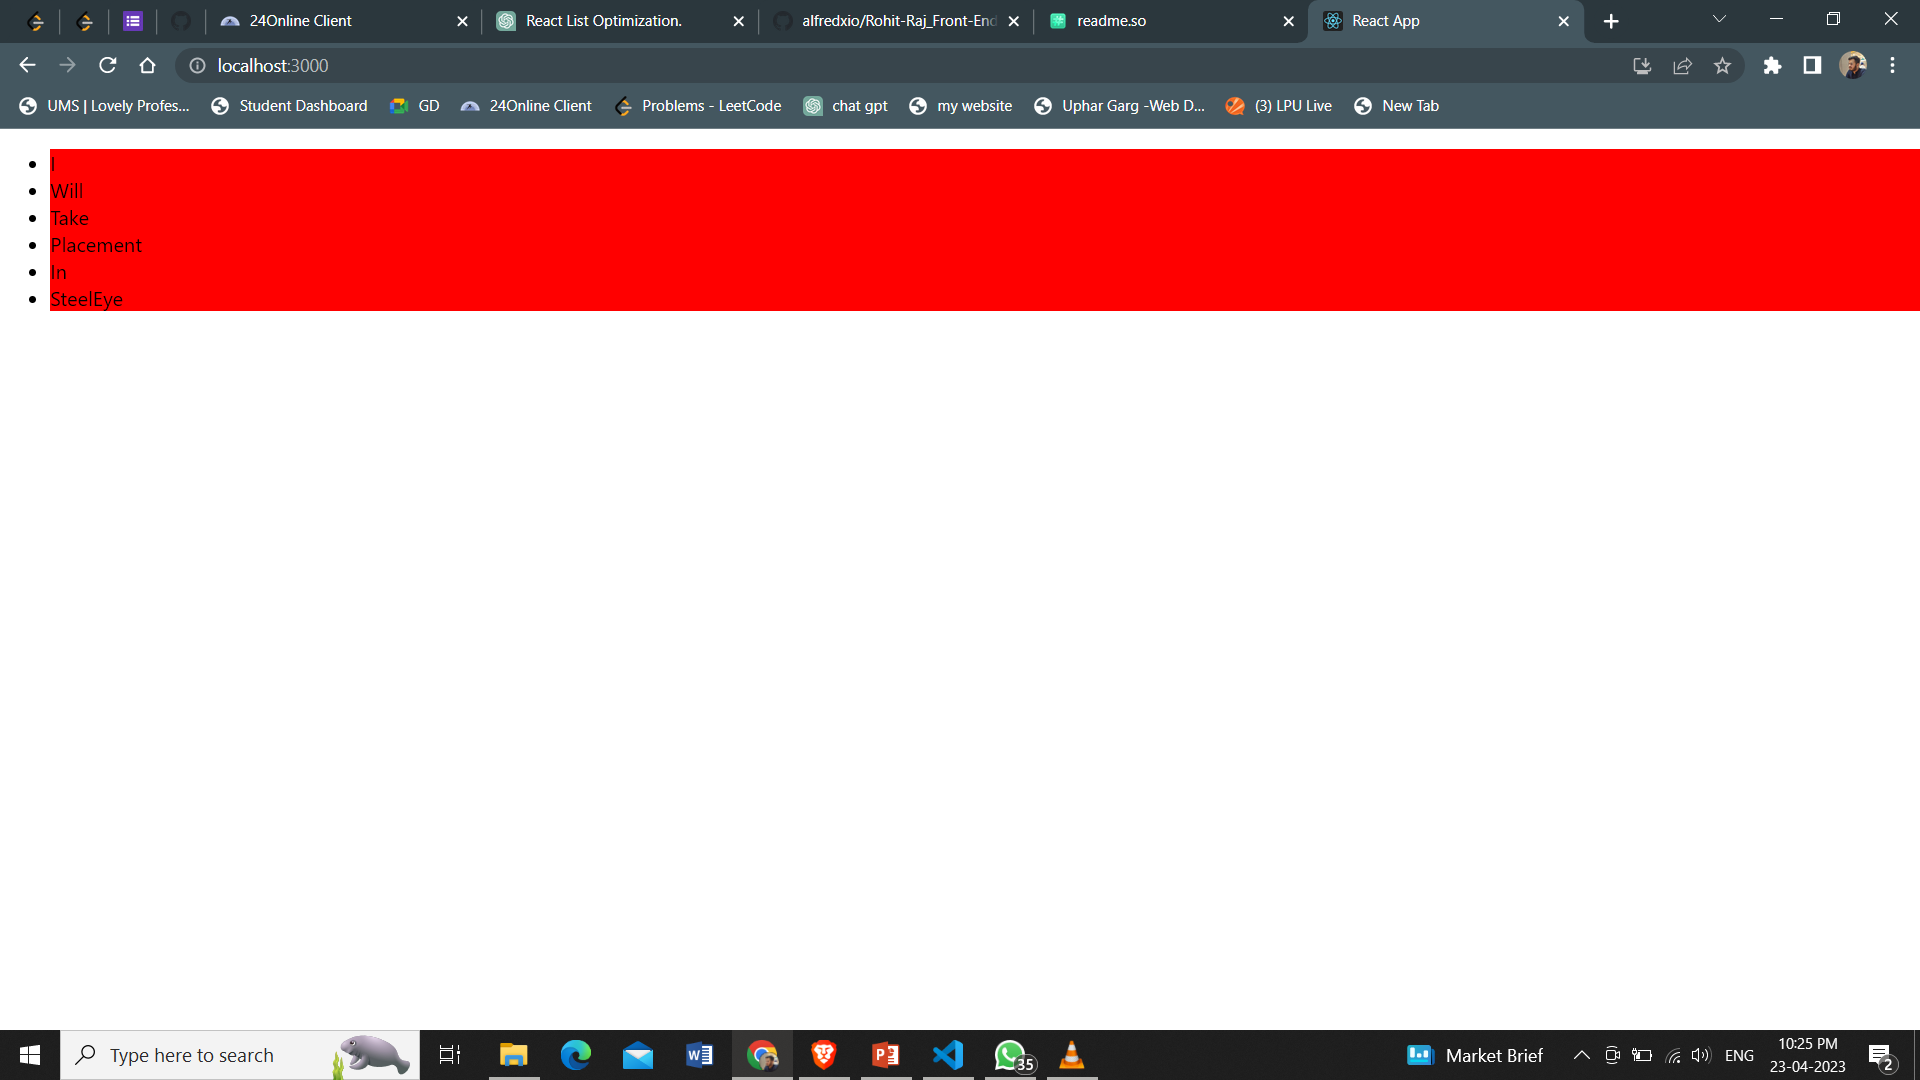 24Online Client
React List Optimization.
alfredxio/Rohit-Raj_Front-End
readme.so
React App
localhost:3000
UMS | Lovely Profes...
Student Dashboard
GD
24Online Client
Problems - LeetCode
chat gpt
my website
Uphar Garg -Web D...
(3) LPU Live
New Tab
I
Will
Take
Placement
In
SteelEye
Type here to search
35
Market Brief
ENG
10:25 PM
23-04-2023
2